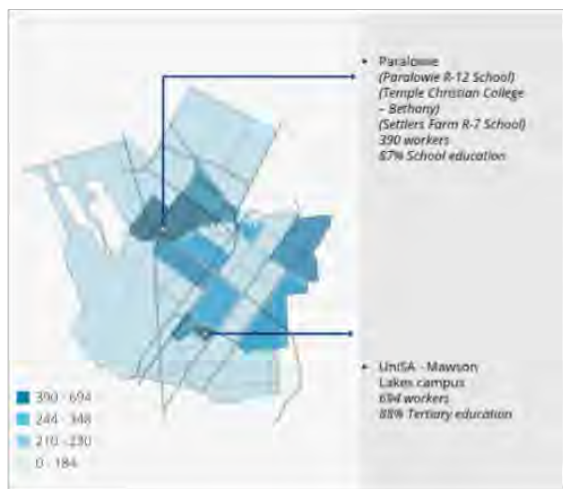 • Paralowie
(Paralowie R-12 School)
(Temple Christian College
– Bethany)
(Settlers Farm R-7 School)
390 workers
87% School education
• UniSA - Mawson
Lakes campus
694 workers
88% Tertiary education
390 - 694
244 - 348
210 - 230
0 - 184